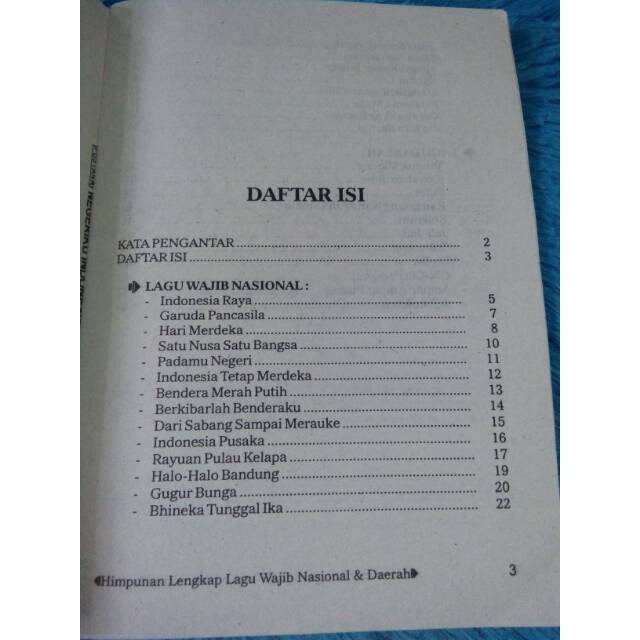 DAFTAR ISI
KATA PENGANTAR ........................................................ 2
DAFTAR ISI .................................................................... 3
LAGU WAJIB NASIONAL :
- Indonesia Raya ..................................................... 5
- Garuda Pancasila .................................................. 7
- Hari Merdeka ........................................................ 8
- Satu Nusa Satu Bangsa ......................................... 10
- Padamu Negeri ...................................................... 11
- Indonesia Tetap Merdeka ...................................... 12
- Bendera Merah Putih ............................................ 13
- Berkibarlah Benderaku ......................................... 14
- Dari Sabang Sampai Merauke .............................. 15
- Indonesia Pusaka .................................................. 16
- Rayuan Pulau Kelapa ............................................ 17
- Halo-Halo Bandung ............................................... 19
- Gugur Bunga ......................................................... 20
- Bhineka Tunggal Ika .............................................. 22
Himpunan Lengkap Lagu Wajib Nasional & Daerah 3